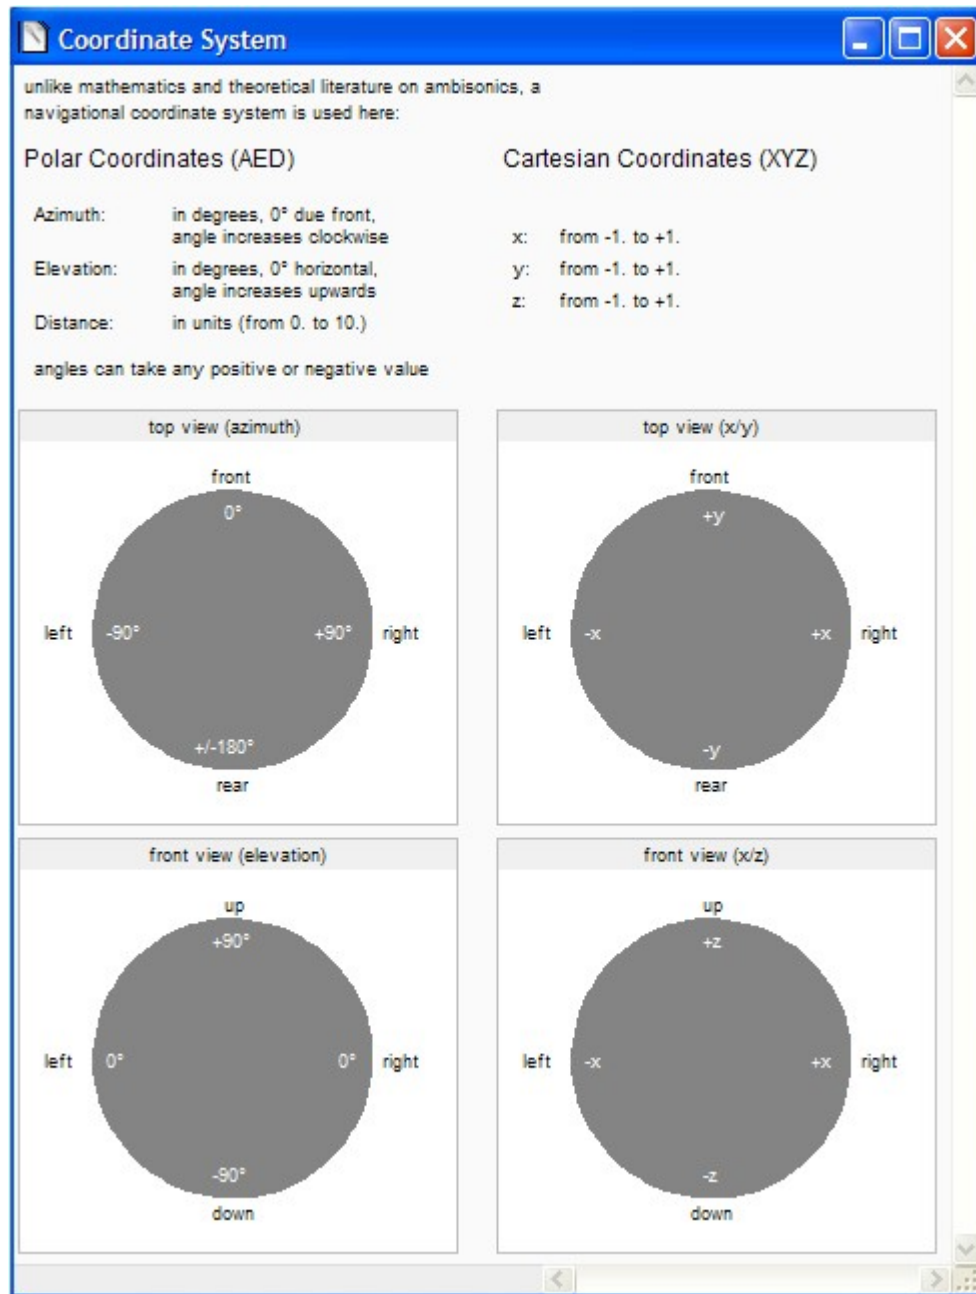 Coordinate System
unlike mathematics and theoretical literature on ambisonics, a
navigational coordinate system is used here:
Polar Coordinates (AED)
Azimuth: in degrees, 0° due front,
angle increases clockwise
Elevation: in degrees, 0° horizontal,
angle increases upwards
Distance: in units (from 0. to 10.)
angles can take any positive or negative value
Cartesian Coordinates (XYZ)
x: from -1. to +1.
y: from -1. to +1.
z: from -1. to +1.
top view (azimuth)
front
0°
left -90° +90° right
+/-180°
rear
top view (x/y)
front
+y
left -x +x right
-y
rear
front view (elevation)
up
+90°
left 0° 0° right
-90°
down
front view (x/z)
up
+z
left -x +x right
-z
down